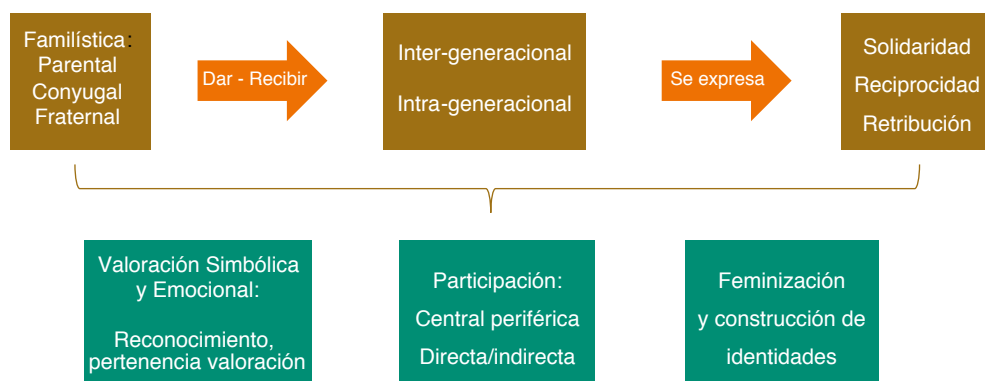 Familística:
Parental
Conyugal
Fraternal
Dar - Recibir
Inter-generacional
Intra-generacional
Se expresa
Solidaridad
Reciprocidad
Retribución
Valoración Simbólica
y Emocional:
Reconocimiento,
pertenencia valoración
Participación:
Central periférica
Directa/indirecta
Feminización
y construcción de
identidades